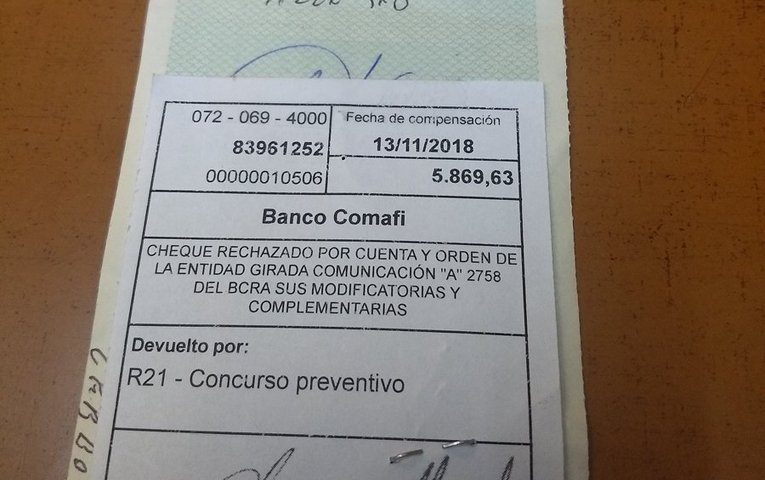 072 - 069 - 4000
Fecha de compensación
83961252
13/11/2018
00000010506
5.869,63
Banco Comafi
CHEQUE RECHAZADO POR CUENTA Y ORDEN DE
LA ENTIDAD GIRADA COMUNICACIÓN "A" 2758
DEL BCRA SUS MODIFICATORIAS Y
COMPLEMENTARIAS
Devuelto por:
R21 - Concurso preventivo